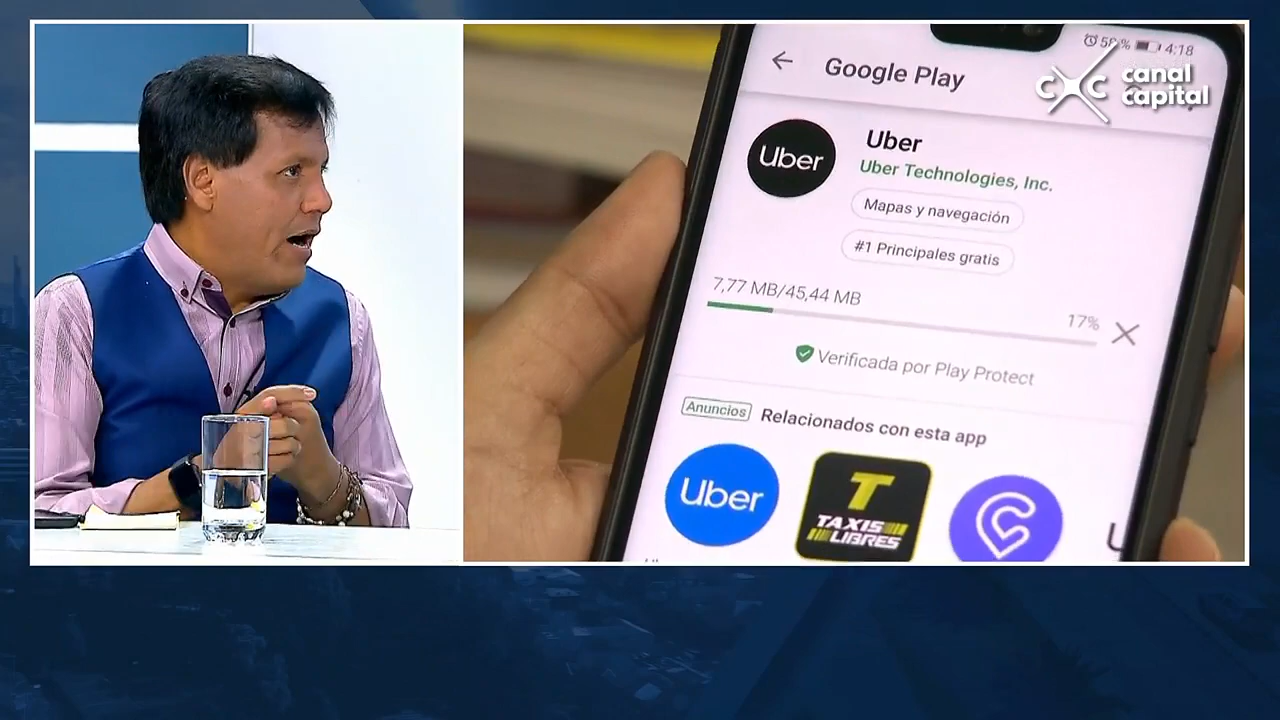 58% 4:18
Google Play
canal
capital
Uber
Uber
Uber Technologies, Inc.
Mapas y navegación
#1 Principales gratis
7,77 MB/45,44 MB
17%
Verificada por Play Protect
Anuncios Relacionados con esta app
Uber
T
TAXIS
LIBRES